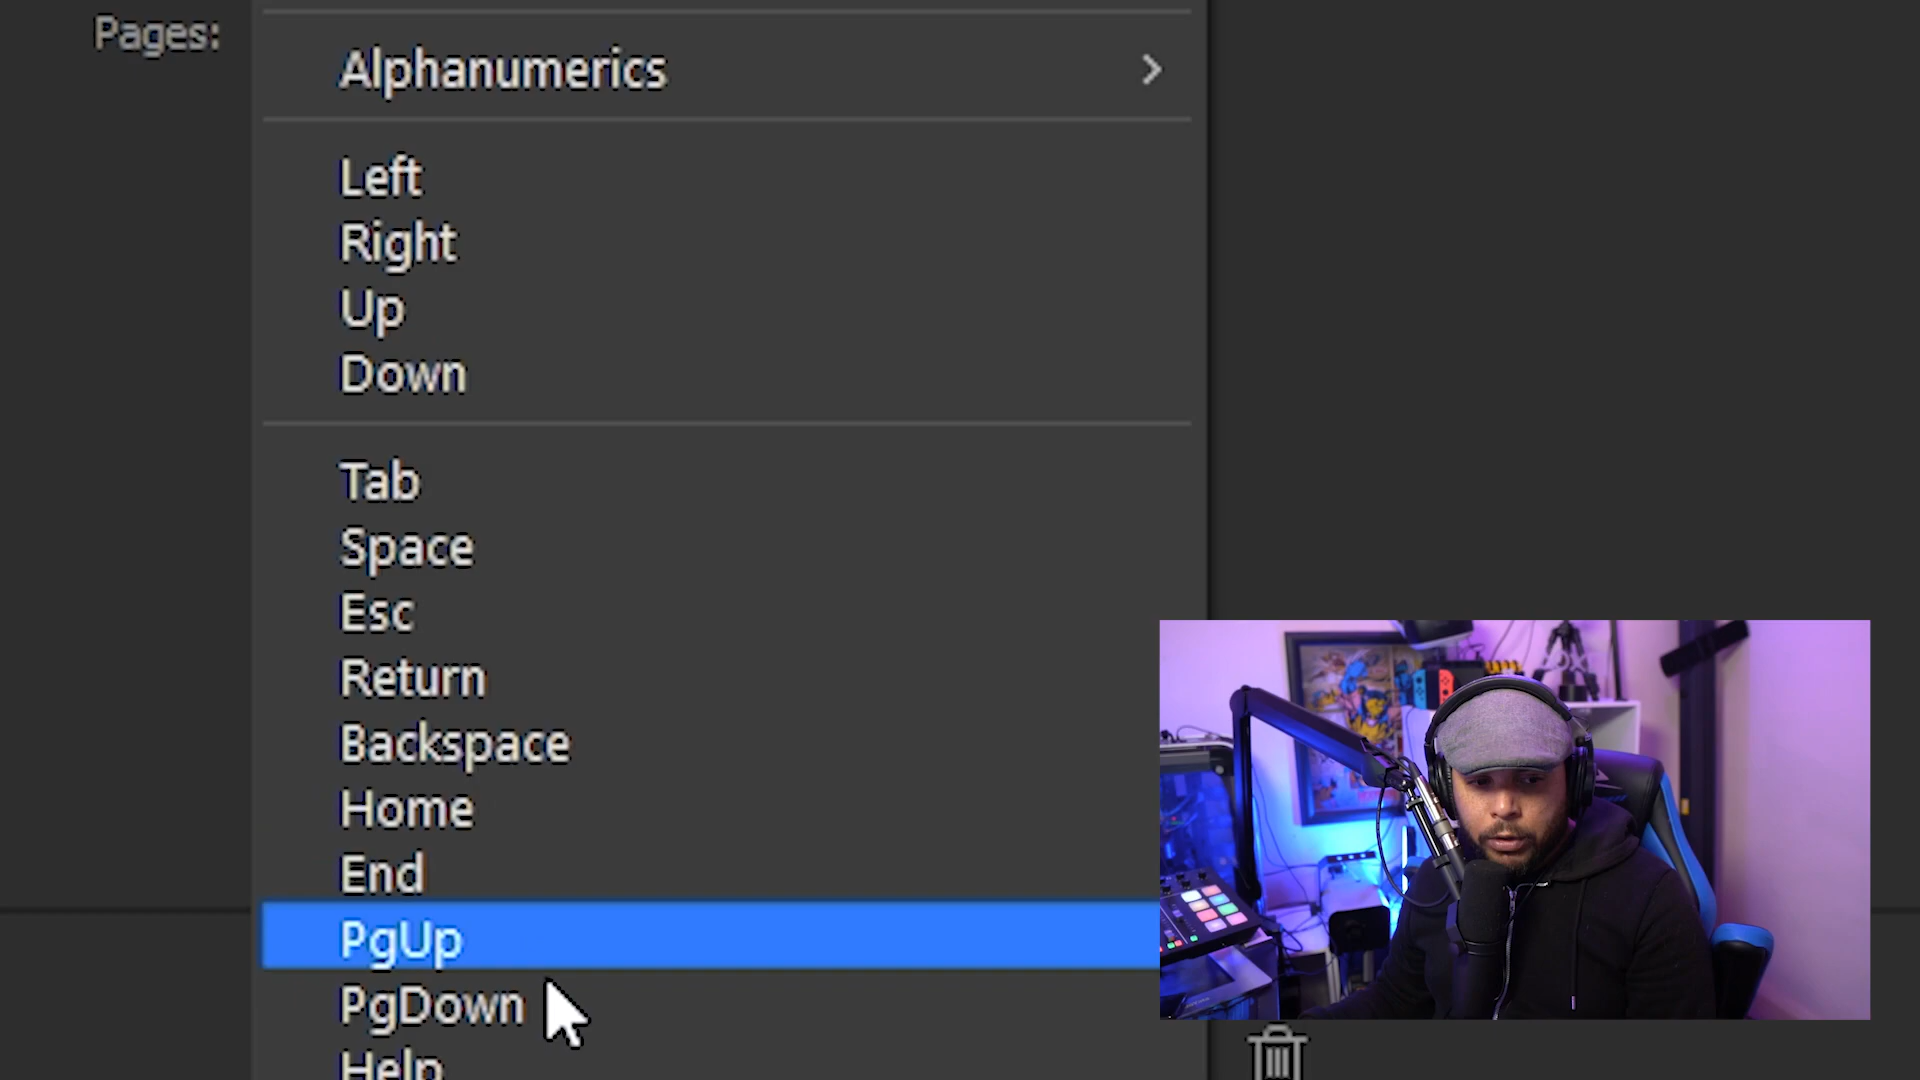 Pages:
Alphanumerics
Left
Right
Up
Down
Tab
Space
Esc
Return
Backspace
Home
End
PgUp
PgDown
Help